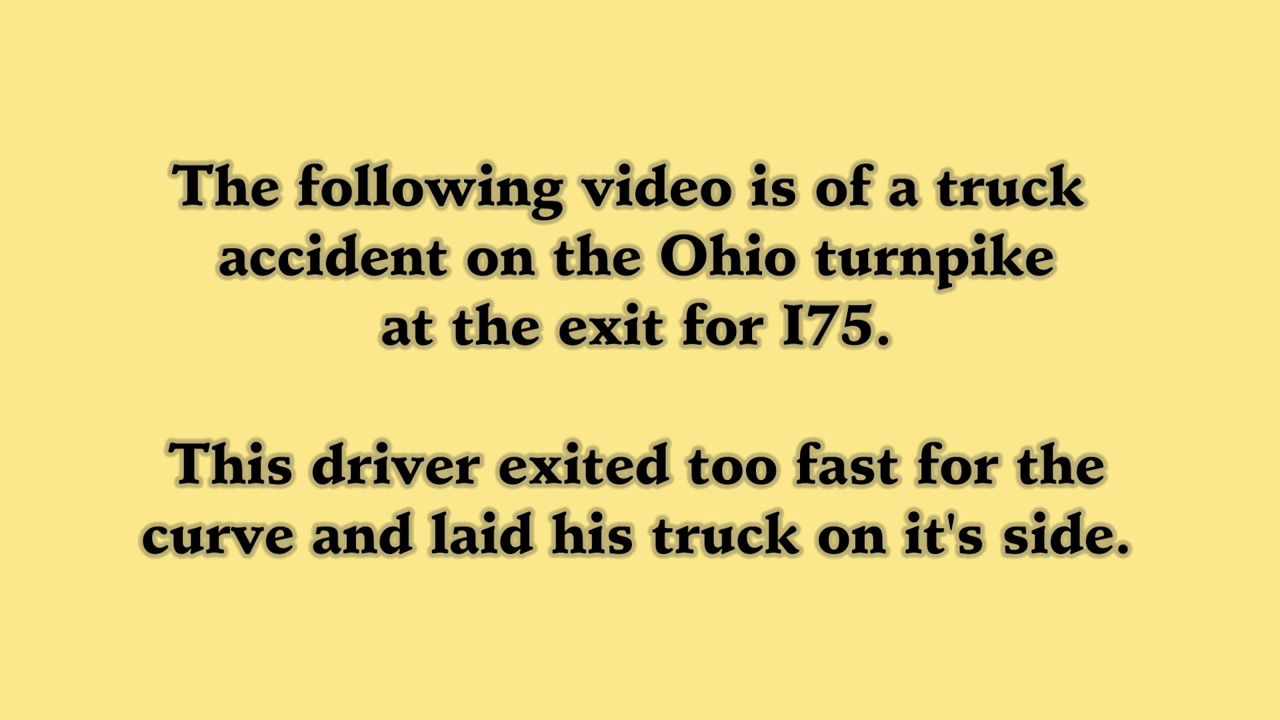 The following video is of a truck
accident on the Ohio turnpike
at the exit for I75.
This driver exited too fast for the
curve and laid his truck on it's side.